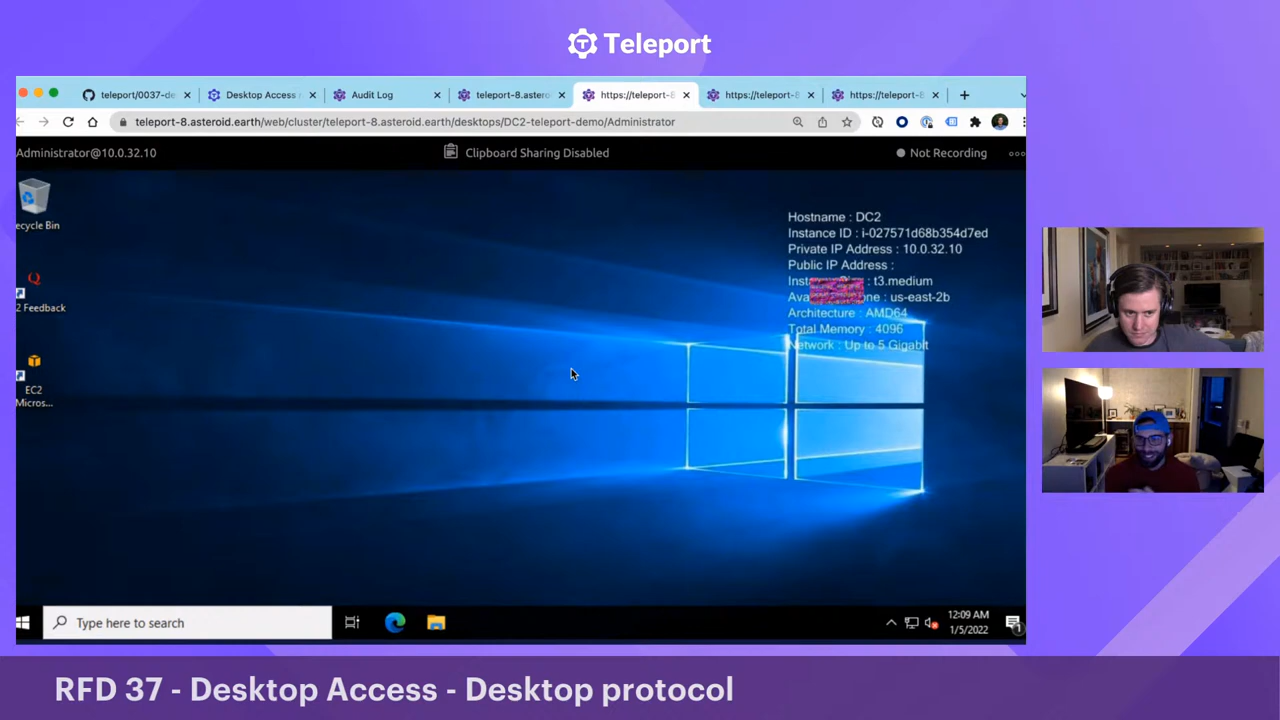 Teleport
teleport/0037-de
Desktop Access
Audit Log
teleport-8.astero
https://teleport-8
https://teleport-8
https://teleport-8
teleport-8.asteroid.earth/web/cluster/teleport-8.asteroid.earth/desktops/DC2-teleport-demo/Administrator
Administrator@10.0.32.10
Clipboard Sharing Disabled
Not Recording
ecycle Bin
2 Feedback
EC2
Micros...
Hostname : DC2
Instance ID : i-027571d68b354d7ed
Private IP Address : 10.0.32.10
Public IP Address :
: t3.medium
: us-east-2b
Architecture : AMD64
Total Memory : 4096
Network : Up to 5 Gigabit
Type here to search
12:09 AM
1/5/2022
1
RFD 37 - Desktop Access - Desktop protocol